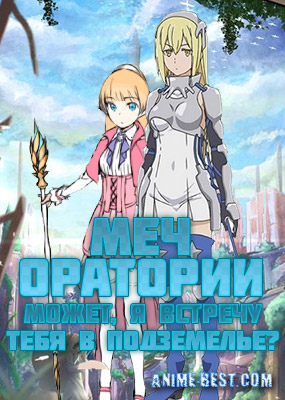 МЕЧ
ОРАТОРИИ
МОЖЕТ, Я ВСТРЕЧУ
ТЕБЯ В ПОДЗЕМЕЛЬЕ?
ANIME-BEST.COM